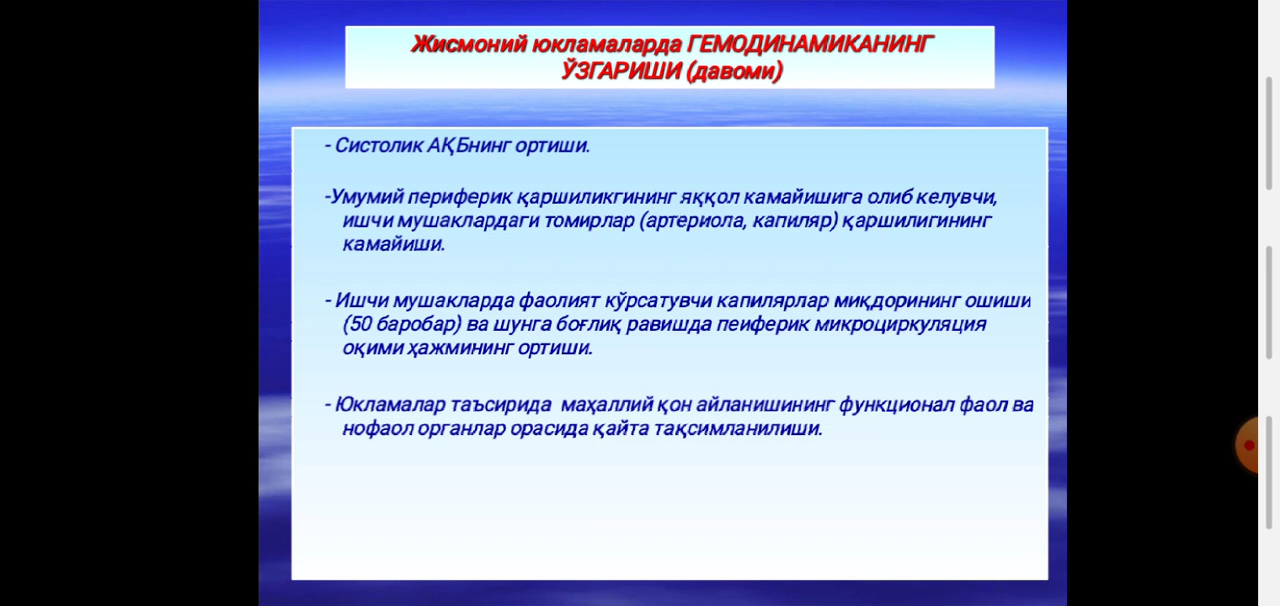 Жисмоний юкламаларда ГЕМОДИНАМИКАНИНГ
ЎЗГАРИШИ (давоми)
- Систолик АҚБнинг ортиши.
-Умумий периферик қаршиликгининг яққол камайишига олиб келувчи,
ишчи мушаклардаги томирлар (артериола, капиляр) қаршилигининг
камайиши.
- Ишчи мушакларда фаолият кўрсатувчи капилярлар миқдорининг ошиши
(50 баробар) ва шунга боғлиқ равишда пеиферик микроциркуляция
оқими ҳажмининг ортиши.
- Юкламалар таъсирида  маҳаллий қон айланишининг функционал фаол ва
нофаол органлар орасида қайта тақсимланилиши.